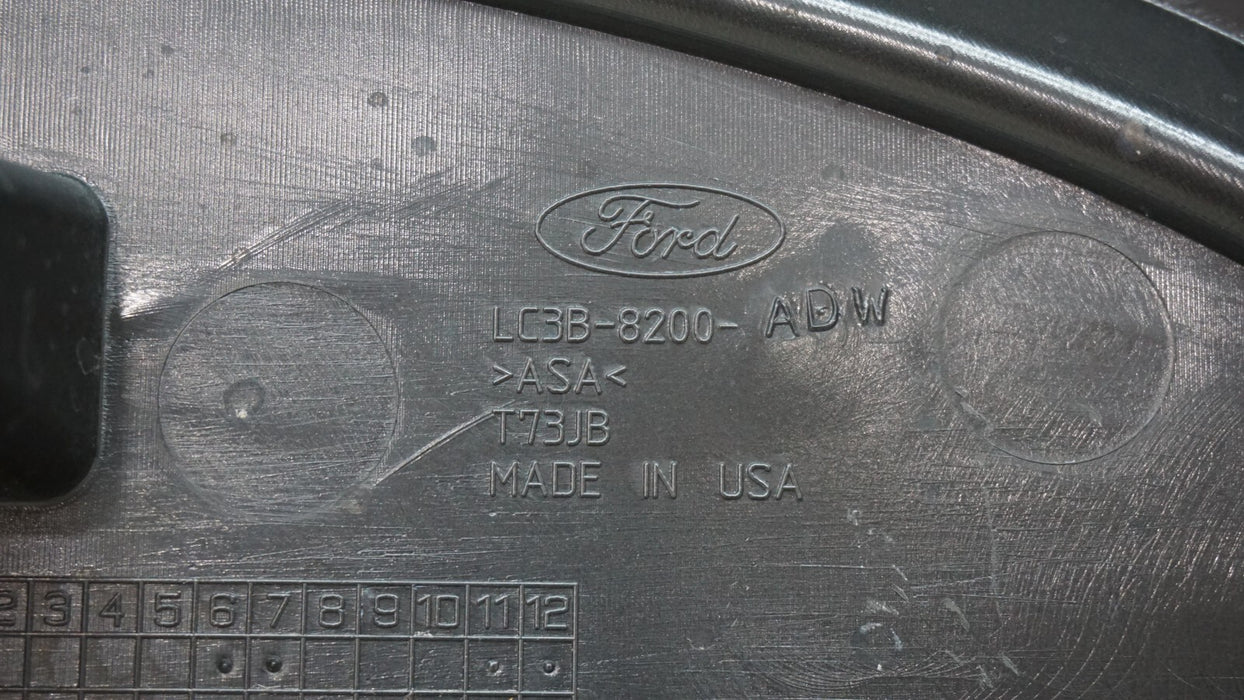 Ford
LC3B-8200- ADW
>ASA<
T73JB
MADE IN USA
2 3 4 5 6 7 8 9 10 11 12